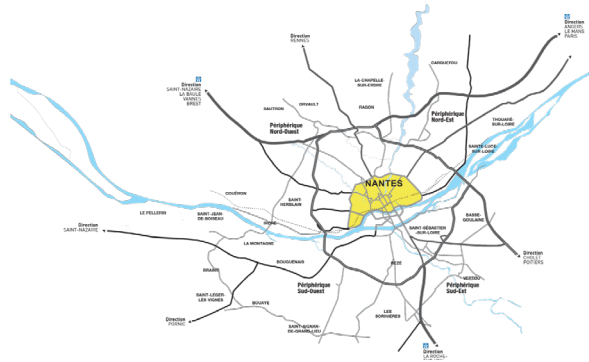 Direction
ANGERS
LE MANS
PARIS
Direction
RENNES
CARQUEFOU
LA-CHAPELLE-
SUR-ERDRE
Direction
SAINT-NAZAIRE
LA BAULE
VANNES
BREST
ORVAULT
RAGON
SAUTRON
Périphérique
Nord-Ouest
Périphérique
Nord-Est
THOUARÉ-
SUR-LOIRE
SAINTE-LUCE
SUR-LOIRE
NANTES
COUËRON
SAINT-
HERBLAIN
LE PELLERIN
SAINT-JEAN
DE-BOISEAU
INDRE
BASSE-
GOULAINE
SAINT-SÉBASTIEN
-SUR-LOIRE
Direction
SAINT-NAZAIRE
LA MONTAGNE
BOUGUENAIS
REZÉ
Direction
CHOLET
POITIERS
BRAINS
VERTOU
Périphérique
Sud-Ouest
Périphérique
Sud-Est
SAINT-LEGER-
LES VIGNES
BOUAYE
LES
SORINIÈRES
Direction
PORNIC
SAINT-AIGNAN-
DE-GRAND-LIEU
Direction
LA ROCHE-